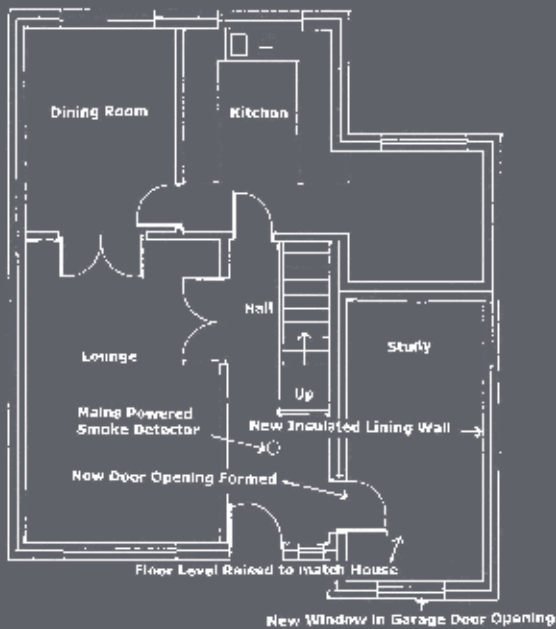 Dining Room
Kitchen
Hall
Study
Lounge
Up
Mains Powered
Smoke Detector
New Insulated Lining Wall
New Door Opening Formed
Floor Level Raised to match House
New Window in Garage Door Opening